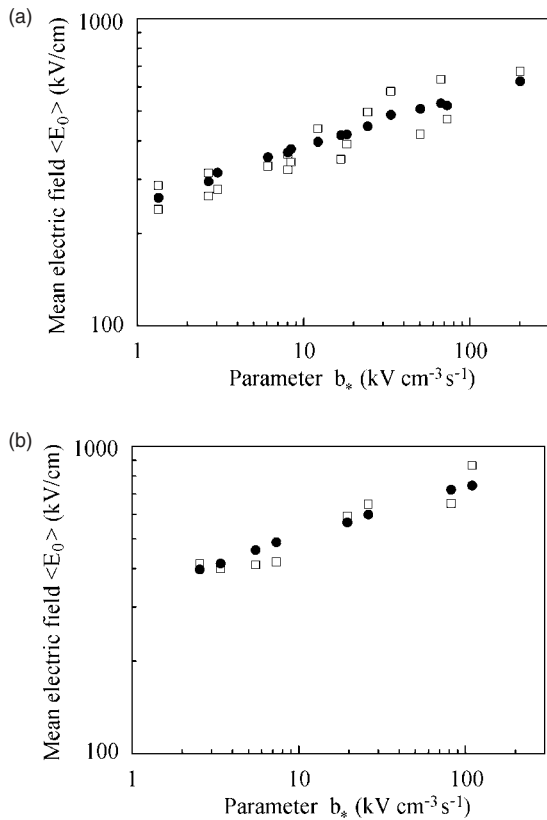 (a)
1000
Mean electric field <E₀> (kV/cm)
100
1
10
100
Parameter b* (kV cm⁻³ s⁻¹)
(b)
1000
Mean electric field <E₀> (kV/cm)
100
1
10
100
Parameter b* (kV cm⁻³ s⁻¹)